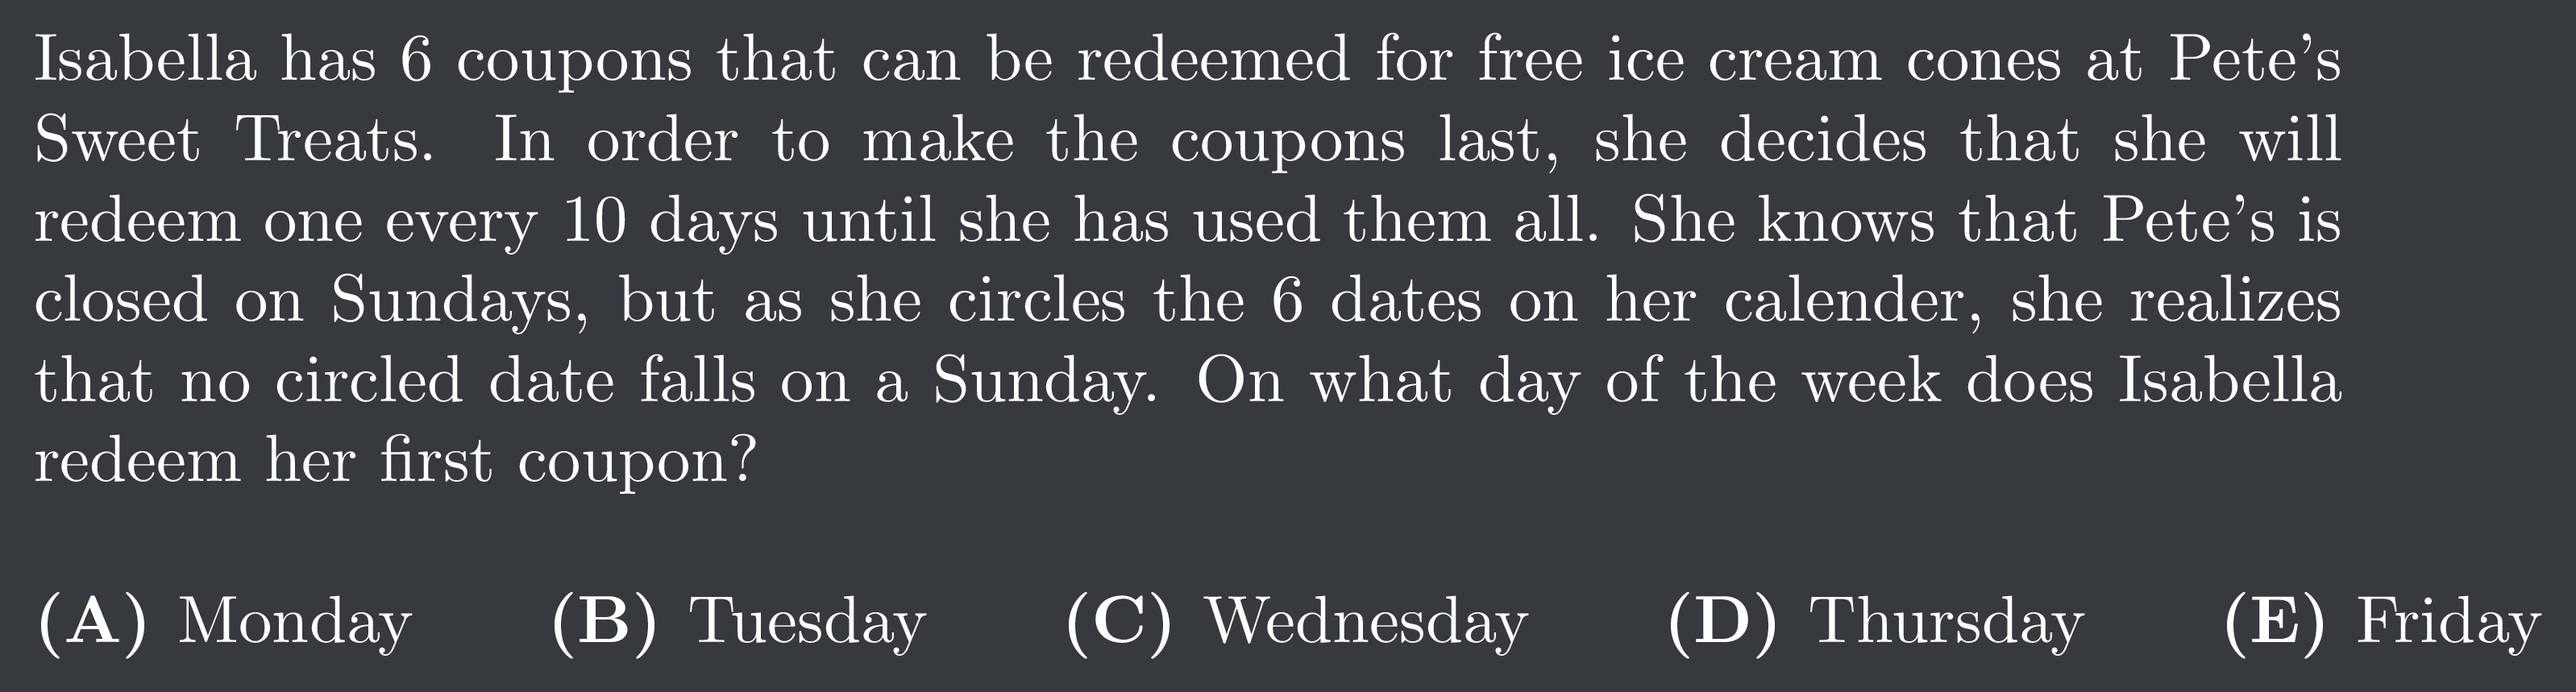 Isabella has 6 coupons that can be redeemed for free ice cream cones at Pete's
Sweet Treats. In order to make the coupons last, she decides that she will
redeem one every 10 days until she has used them all. She knows that Pete's is
closed on Sundays, but as she circles the 6 dates on her calender, she realizes
that no circled date falls on a Sunday. On what day of the week does Isabella
redeem her first coupon?
(A) Monday (B) Tuesday (C) Wednesday (D) Thursday (E) Friday